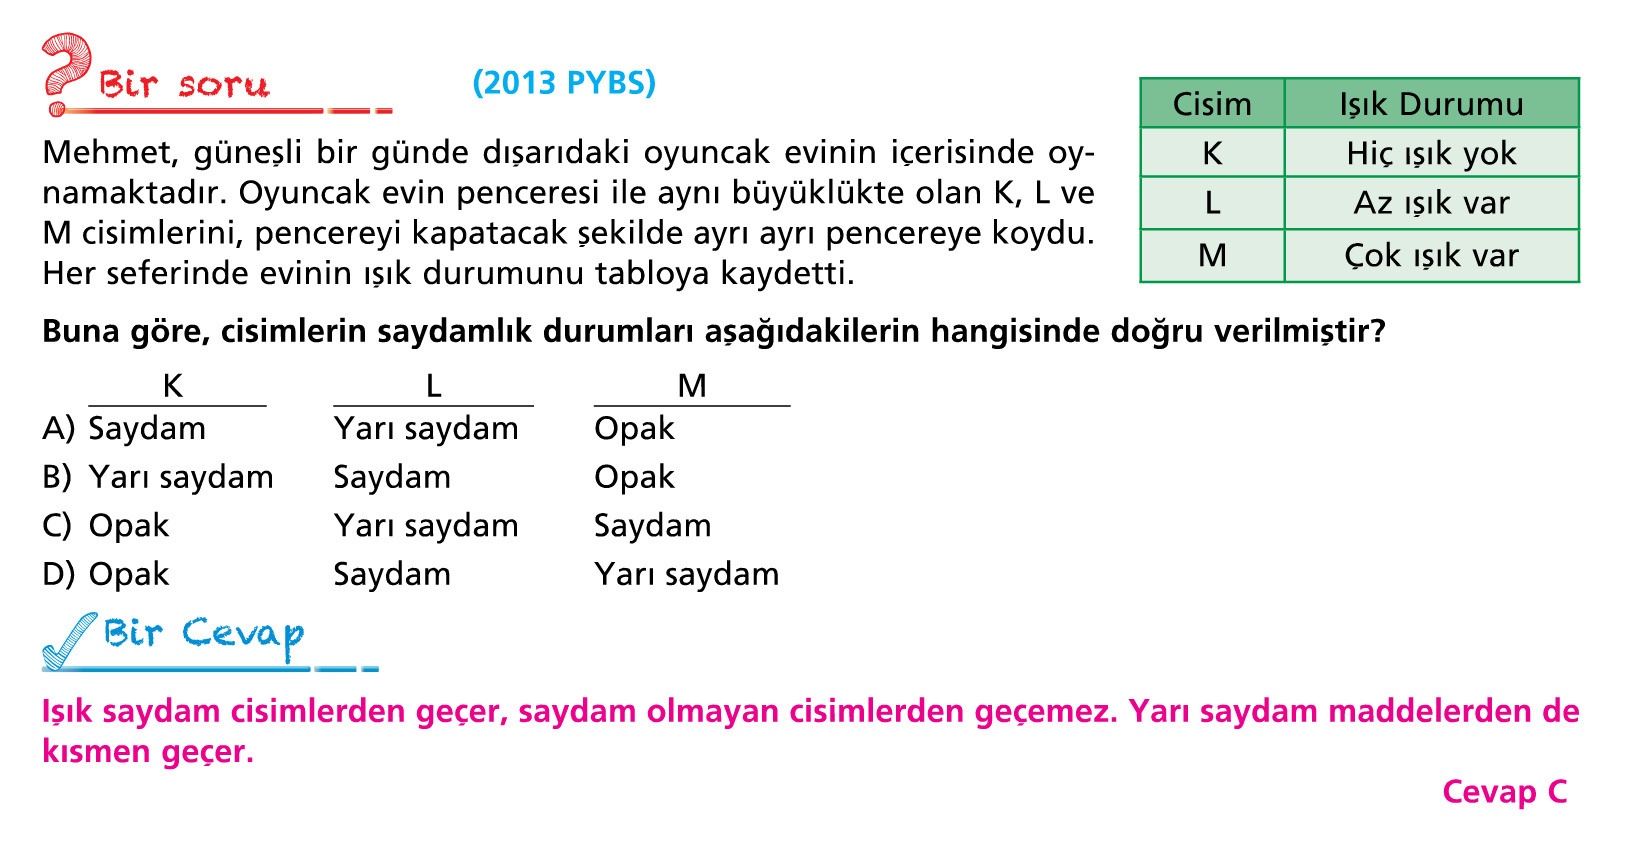 Bir soru
(2013 PYBS)
Mehmet, güneşli bir günde dışarıdaki oyuncak evinin içerisinde oy-
namaktadır. Oyuncak evin penceresi ile aynı büyüklükte olan K, L ve
M cisimlerini, pencereyi kapatacak şekilde ayrı ayrı pencereye koydu.
Her seferinde evinin ışık durumunu tabloya kaydetti.
Cisim Işık Durumu
K Hiç ışık yok
L Az ışık var
M Çok ışık var
Buna göre, cisimlerin saydamlık durumları aşağıdakilerin hangisinde doğru verilmiştir?
K L M
A) Saydam Yarı saydam Opak
B) Yarı saydam Saydam Opak
C) Opak Yarı saydam Saydam
D) Opak Saydam Yarı saydam
Bir Cevap
Işık saydam cisimlerden geçer, saydam olmayan cisimlerden geçemez. Yarı saydam maddelerden de
kısmen geçer.
Cevap C